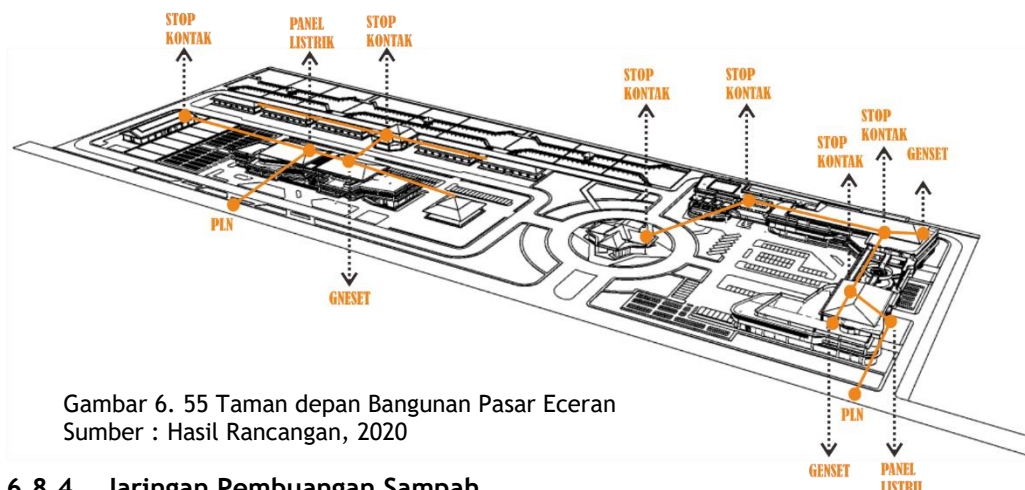 STOP
KONTAK
PANEL
LISTRIK
STOP
KONTAK
STOP
KONTAK
STOP
KONTAK
STOP
KONTAK
STOP
KONTAK
GENSET
PLN
GNESET
PLN
GENSET
PANEL
Gambar 6. 55 Taman depan Bangunan Pasar Eceran
Sumber : Hasil Rancangan, 2020
6.8.4 Jaringan Pembuangan Sampah